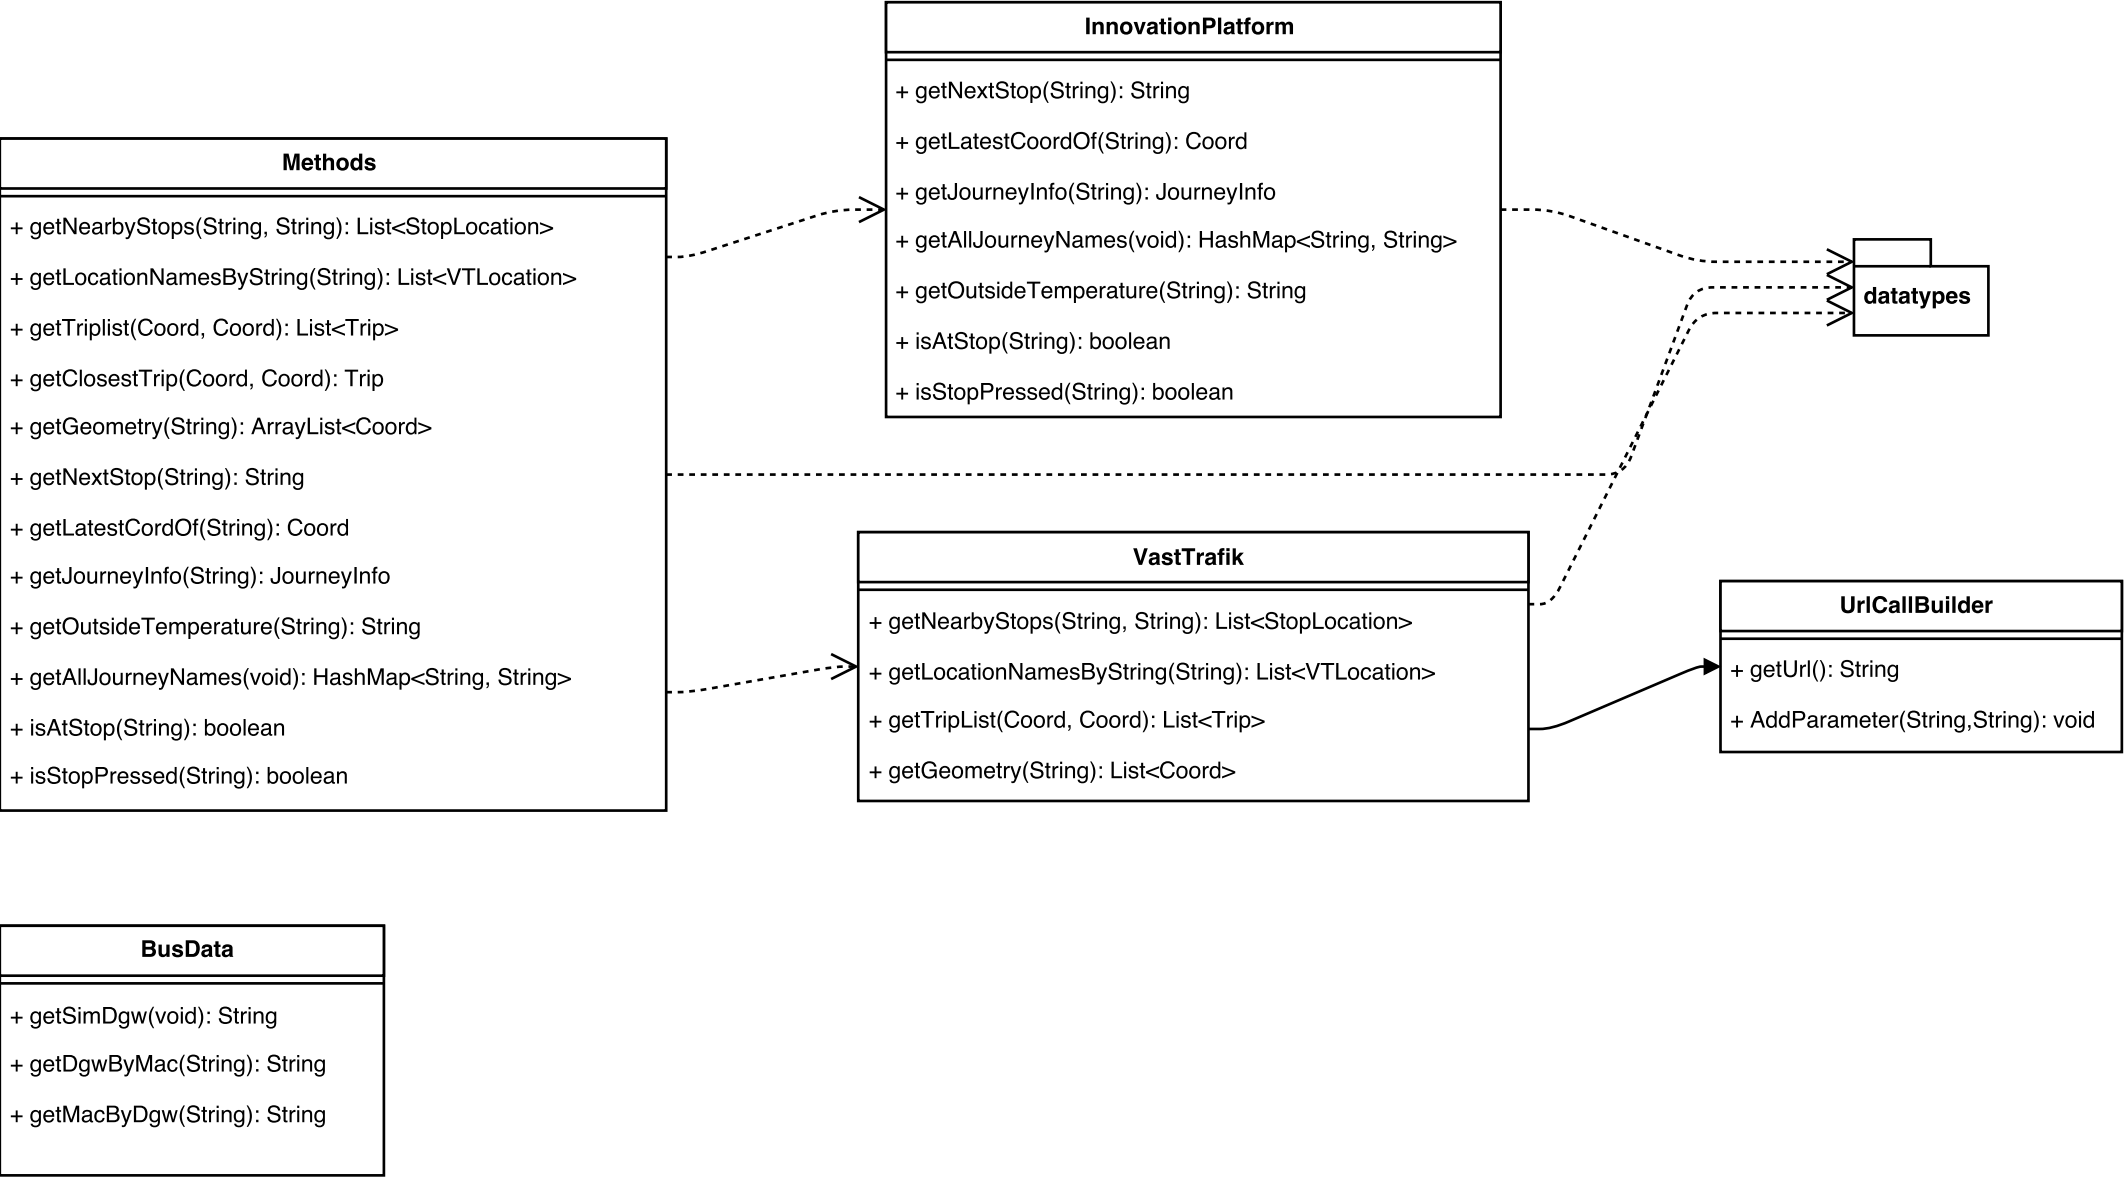 InnovationPlatform
+ getNextStop(String): String
+ getLatestCoordOf(String): Coord
+ getJourneyInfo(String): JourneyInfo
+ getAllJourneyNames(void): HashMap<String, String>
+ getOutsideTemperature(String): String
+ isAtStop(String): boolean
+ isStopPressed(String): boolean
Methods
+ getNearbyStops(String, String): List<StopLocation>
+ getLocationNamesByString(String): List<VTLocation>
+ getTriplist(Coord, Coord): List<Trip>
+ getClosestTrip(Coord, Coord): Trip
+ getGeometry(String): ArrayList<Coord>
+ getNextStop(String): String
+ getLatestCordOf(String): Coord
+ getJourneyInfo(String): JourneyInfo
+ getOutsideTemperature(String): String
+ getAllJourneyNames(void): HashMap<String, String>
+ isAtStop(String): boolean
+ isStopPressed(String): boolean
datatypes
VastTrafik
+ getNearbyStops(String, String): List<StopLocation>
+ getLocationNamesByString(String): List<VTLocation>
+ getTripList(Coord, Coord): List<Trip>
+ getGeometry(String): List<Coord>
UrlCallBuilder
+ getUrl(): String
+ AddParameter(String,String): void
BusData
+ getSimDgw(void): String
+ getDgwByMac(String): String
+ getMacByDgw(String): String